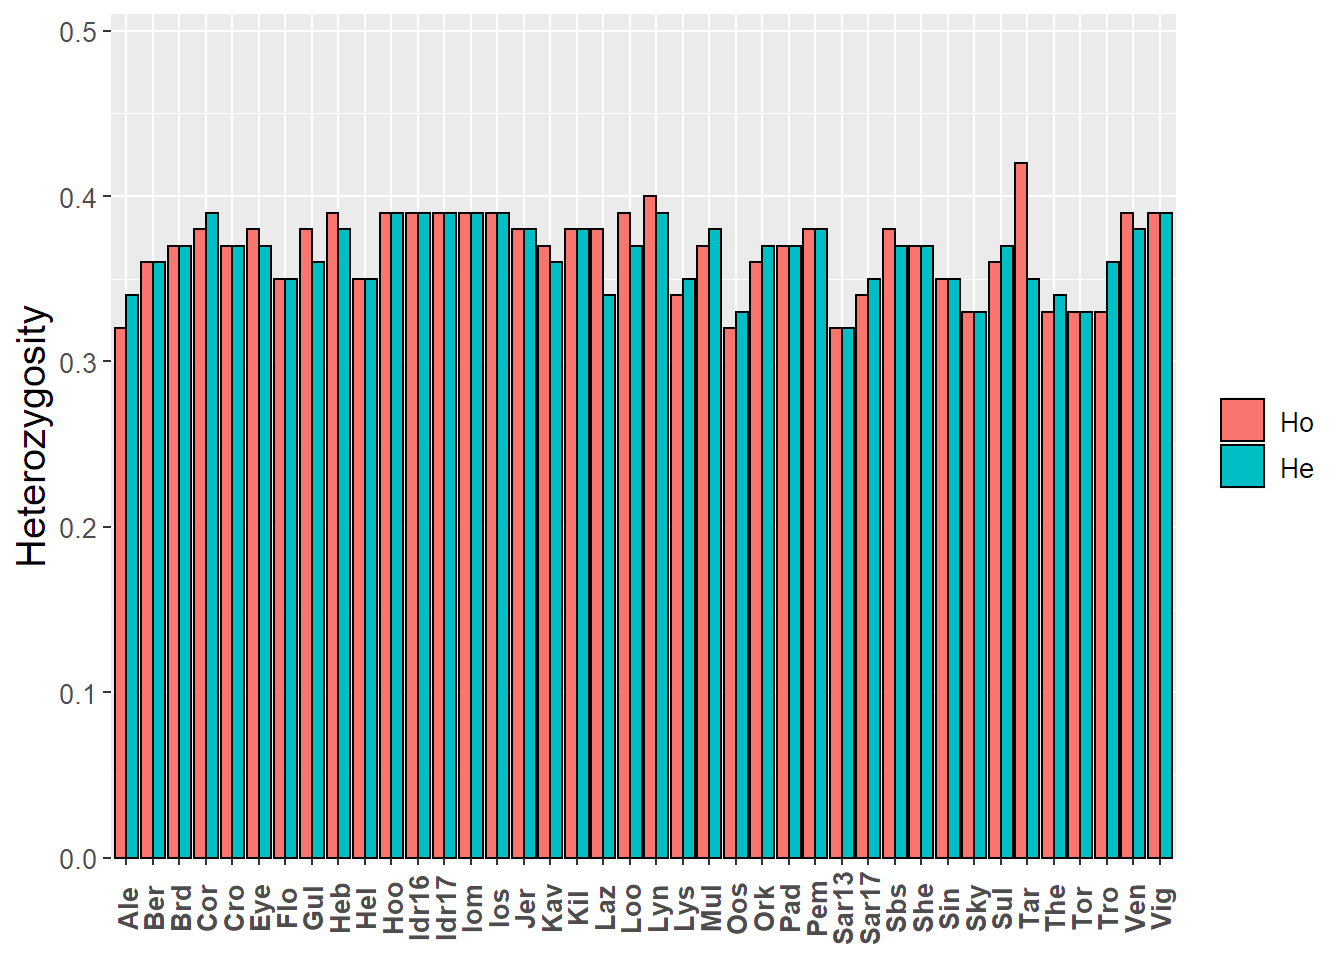 Heterozygosity
0.5
0.4
0.3
0.2
0.1
0.0
Ale
Ber
Brd
Cor
Cro
Eye
Flo
Gul
Heb
Hel
Hoo
Idr16
Idr17
Iom
Ios
Jer
Kav
Kil
Laz
Loo
Lyn
Lys
Mul
Oos
Ork
Pad
Pem
Sar13
Sar17
Sbs
She
Sin
Sky
Sul
Tar
The
Tor
Tro
Ven
Vig
Ho
He